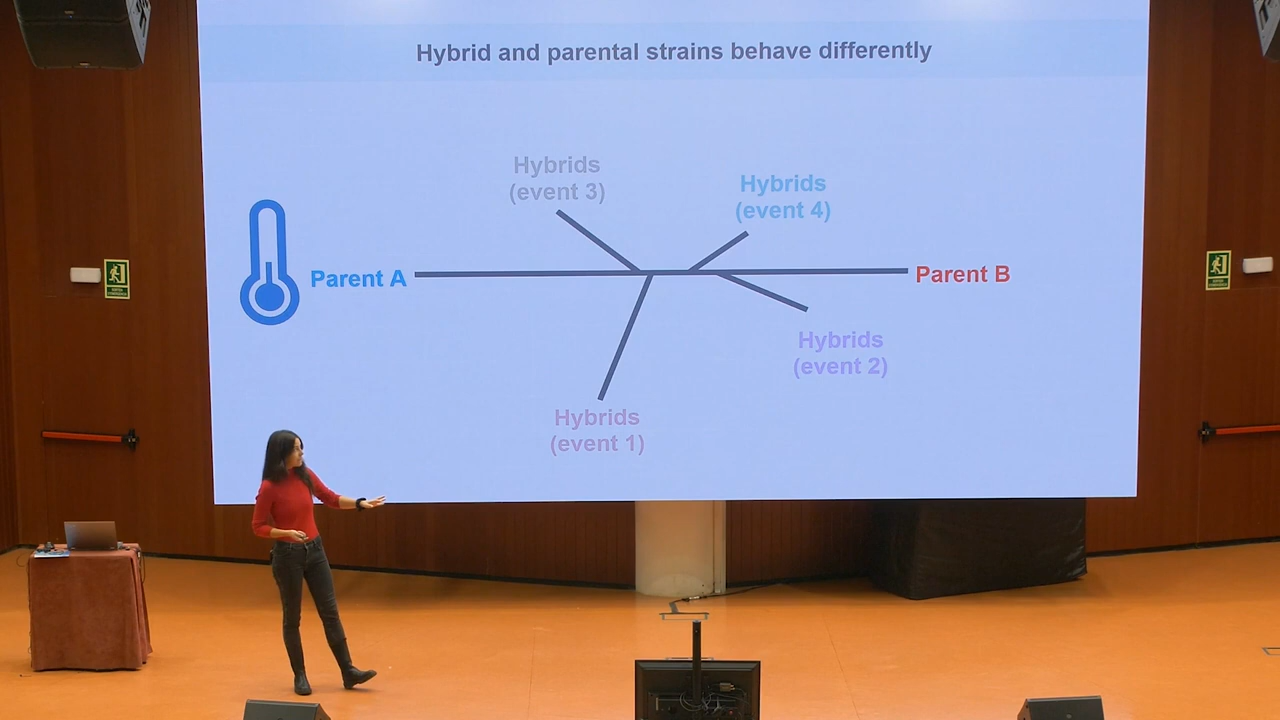 Hybrid and parental strains behave differently
Hybrids
(event 3)
Hybrids
(event 4)
Parent A
Parent B
Hybrids
(event 2)
Hybrids
(event 1)